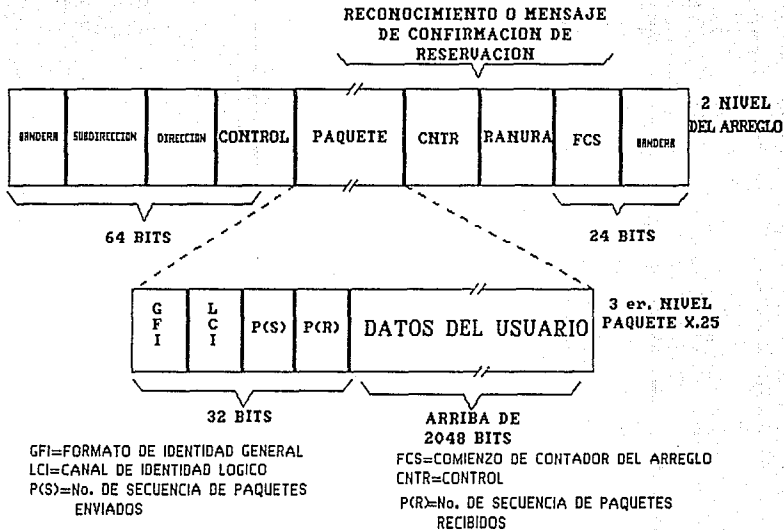 RECONOCIMIENTO O MENSAJE
DE CONFIRMACION DE
RESERVACION
BANDERA SUBDIRECCION DIRECCION CONTROL PAQUETE CNTR RANURA FCS BANDERA
2 NIVEL
DEL ARREGLO
64 BITS
24 BITS
GFI LCI P(S) P(R) DATOS DEL USUARIO
3 er. NIVEL
PAQUETE X.25
32 BITS
ARRIBA DE
2048 BITS
GFI=FORMATO DE IDENTIDAD GENERAL
LCI=CANAL DE IDENTIDAD LOGICO
P(S)=No. DE SECUENCIA DE PAQUETES
ENVIADOS
FCS=COMIENZO DE CONTADOR DEL ARREGLO
CNTR=CONTROL
P(R)=No. DE SECUENCIA DE PAQUETES
RECIBIDOS